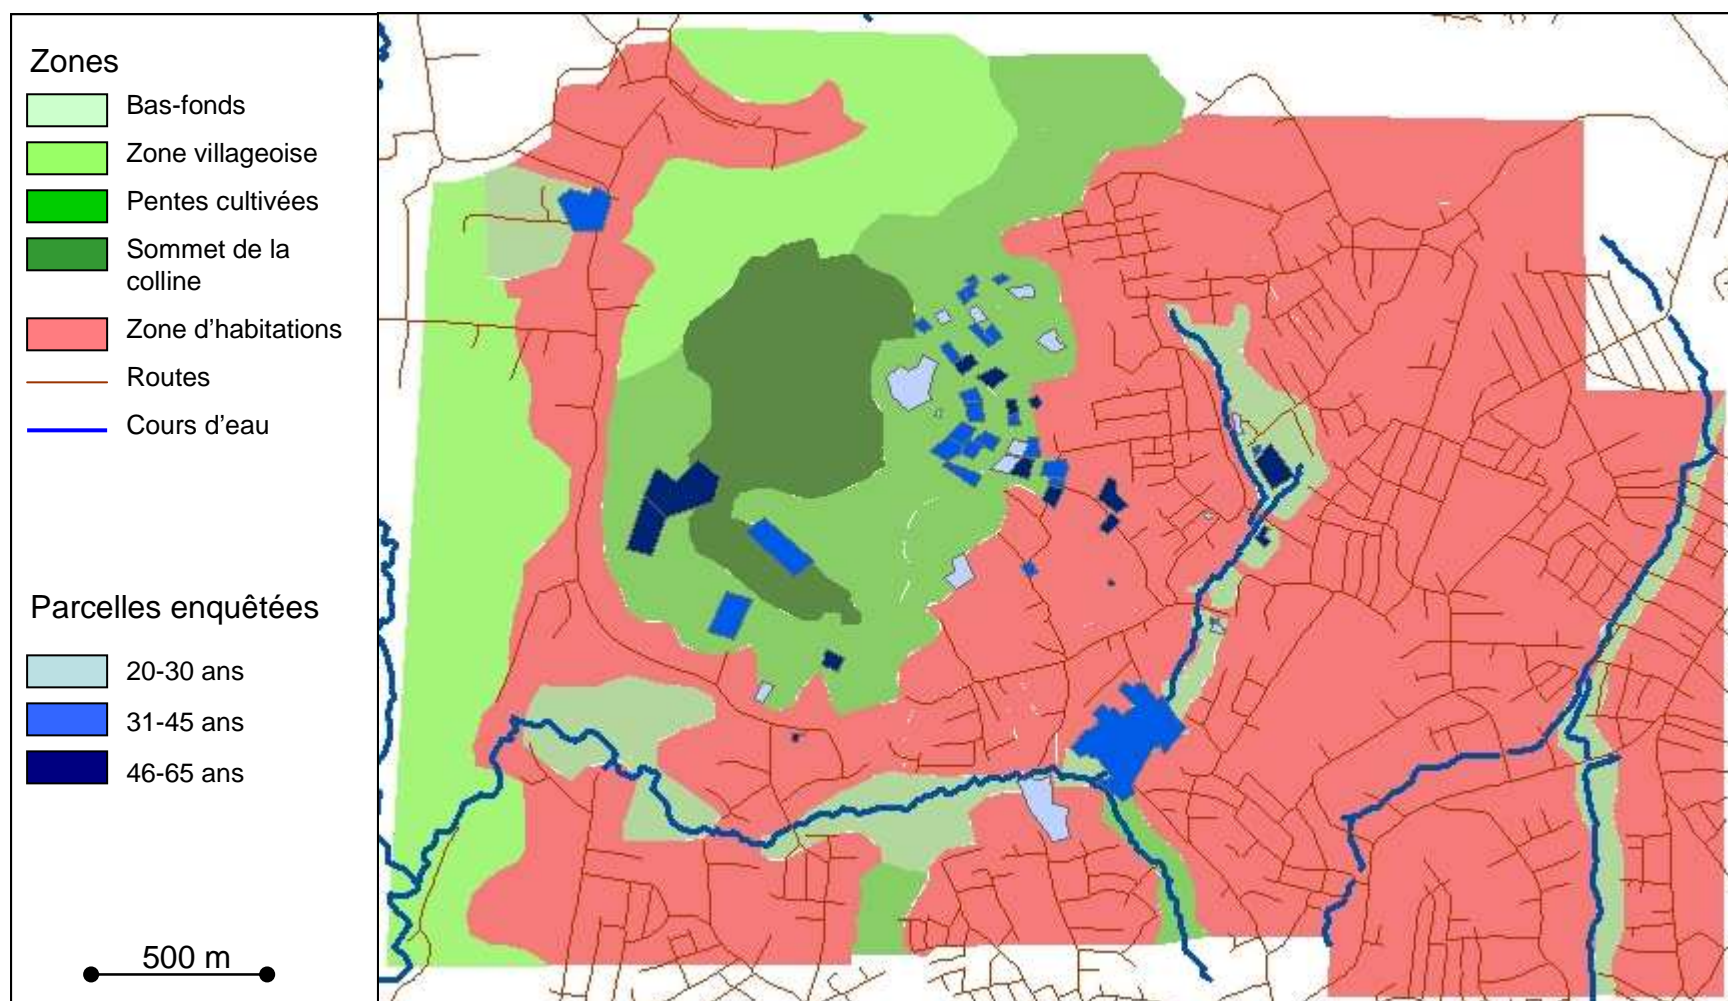 Zones
Bas-fonds
Zone villageoise
Pentes cultivées
Sommet de la
colline
Zone d'habitations
Routes
Cours d'eau
Parcelles enquêtées
20-30 ans
31-45 ans
46-65 ans
500 m